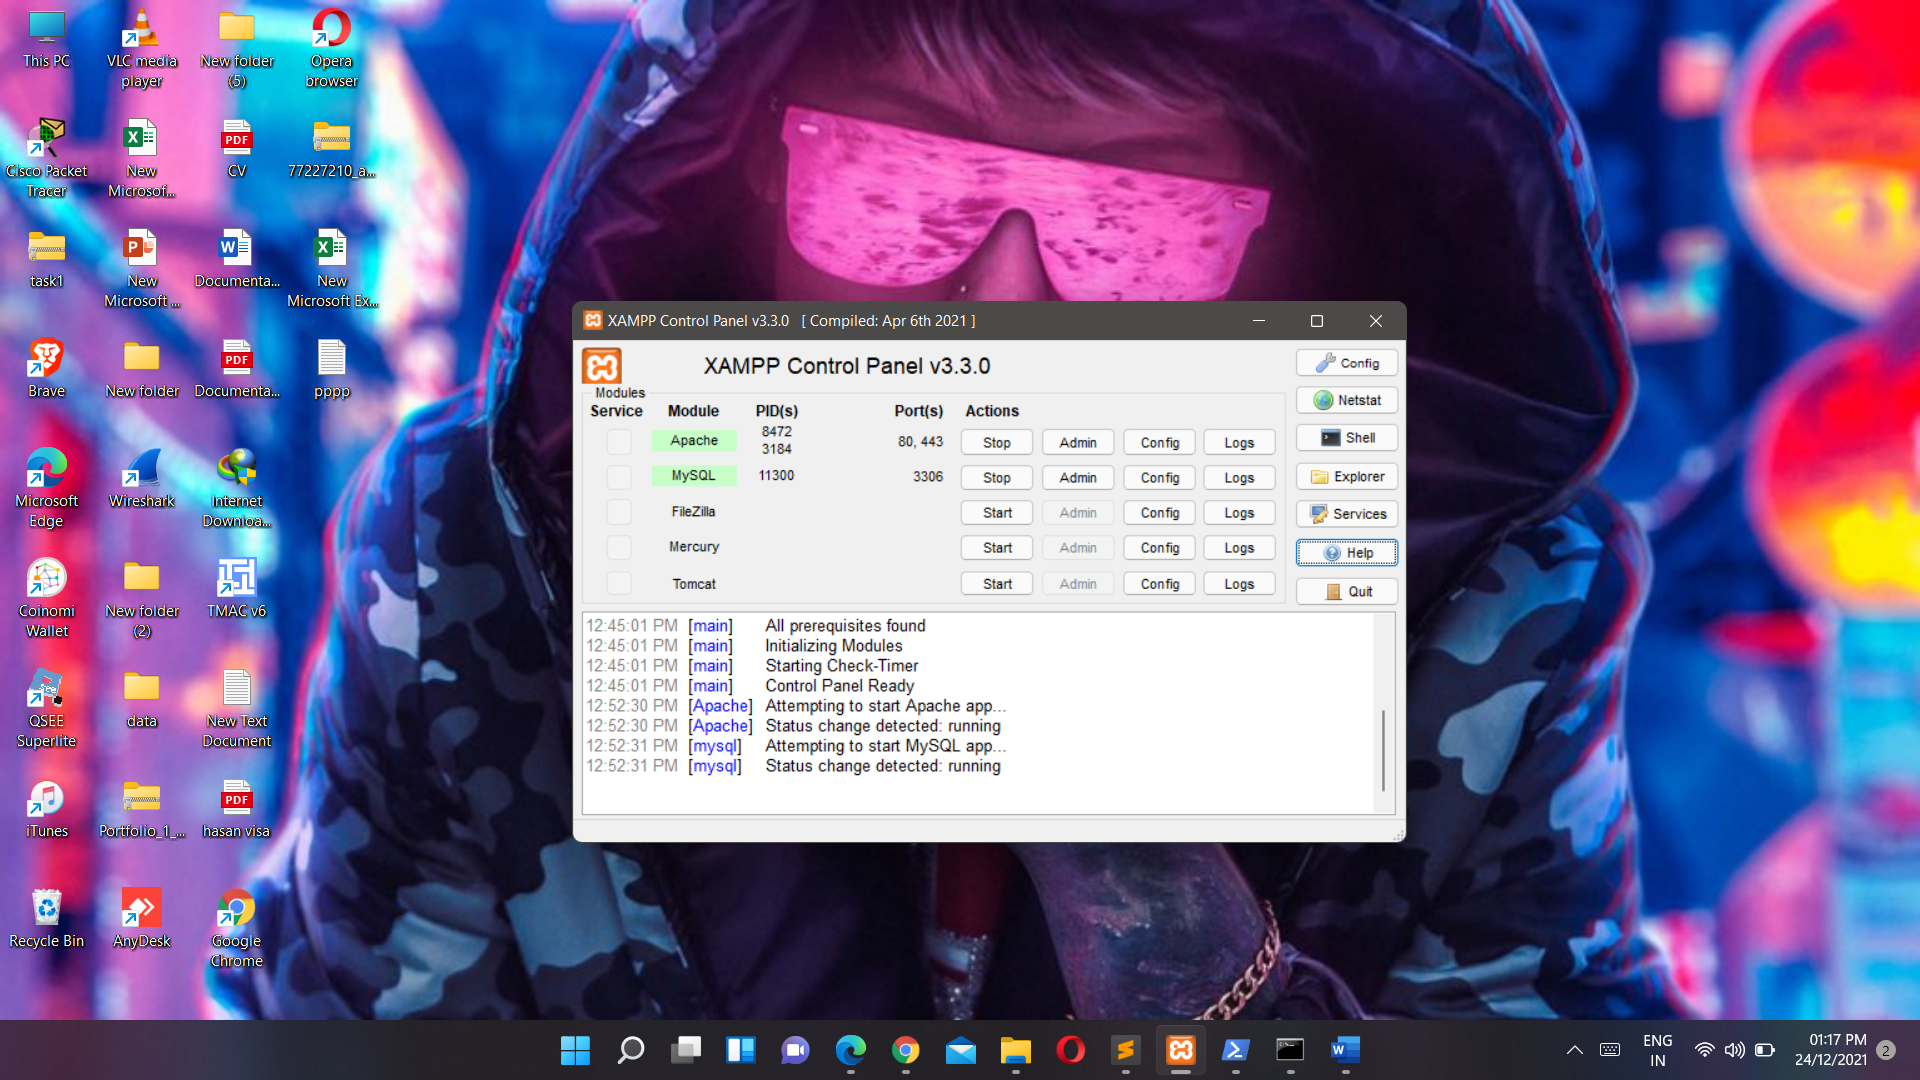 This PC
VLC media
player
New folder
(5)
Opera
browser
Cisco Packet
Tracer
New
Microsof...
CV
77227210_a...
task1
New
Microsoft ...
Documenta...
New
Microsoft Ex...
Brave
New folder
Documenta...
pppp
Microsoft
Edge
Wireshark
Internet
Downloa...
Coinomi
Wallet
New folder
(2)
TMAC v6
QSEE
Superlite
data
New Text
Document
iTunes
Portfolio_1_...
hasan visa
Recycle Bin
AnyDesk
Google
Chrome
XAMPP Control Panel v3.3.0 [ Compiled: Apr 6th 2021 ]
XAMPP Control Panel v3.3.0
Modules
Service Module PID(s) Port(s) Actions
Apache 8472
3184 80, 443 Stop Admin Config Logs
MySQL 11300 3306 Stop Admin Config Logs
FileZilla Start Admin Config Logs
Mercury Start Admin Config Logs
Tomcat Start Admin Config Logs
Config
Netstat
Shell
Explorer
Services
Help
Quit
12:45:01 PM [main] All prerequisites found
12:45:01 PM [main] Initializing Modules
12:45:01 PM [main] Starting Check-Timer
12:45:01 PM [main] Control Panel Ready
12:52:30 PM [Apache] Attempting to start Apache app...
12:52:30 PM [Apache] Status change detected: running
12:52:31 PM [mysql] Attempting to start MySQL app...
12:52:31 PM [mysql] Status change detected: running
ENG
IN
01:17 PM
24/12/2021
2